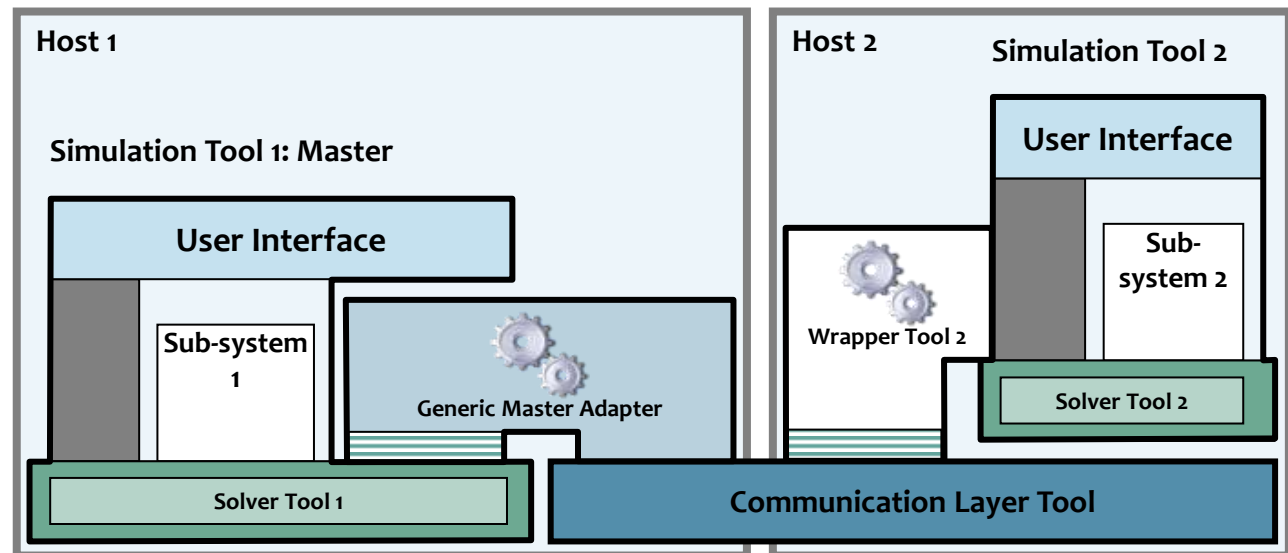 Host 1
Simulation Tool 1: Master
User Interface
Sub-system
1
Generic Master Adapter
Solver Tool 1
Host 2
Simulation Tool 2
User Interface
Sub-
system 2
Wrapper Tool 2
Solver Tool 2
Communication Layer Tool